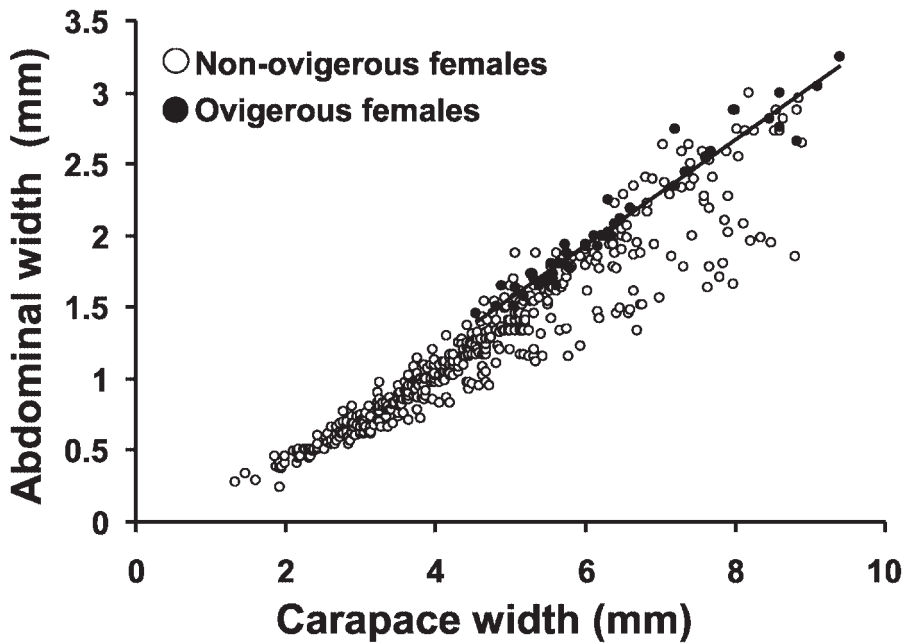 3.5
Non-ovigerous females
3
Ovigerous females
2.5
2
1.5
1
0.5
0
Abdominal width (mm)
0 2 4 6 8 10
Carapace width (mm)